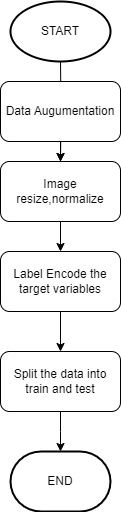 START
Data Augumentation
Image
resize,normalize
Label Encode the
target variables
Split the data into
train and test
END